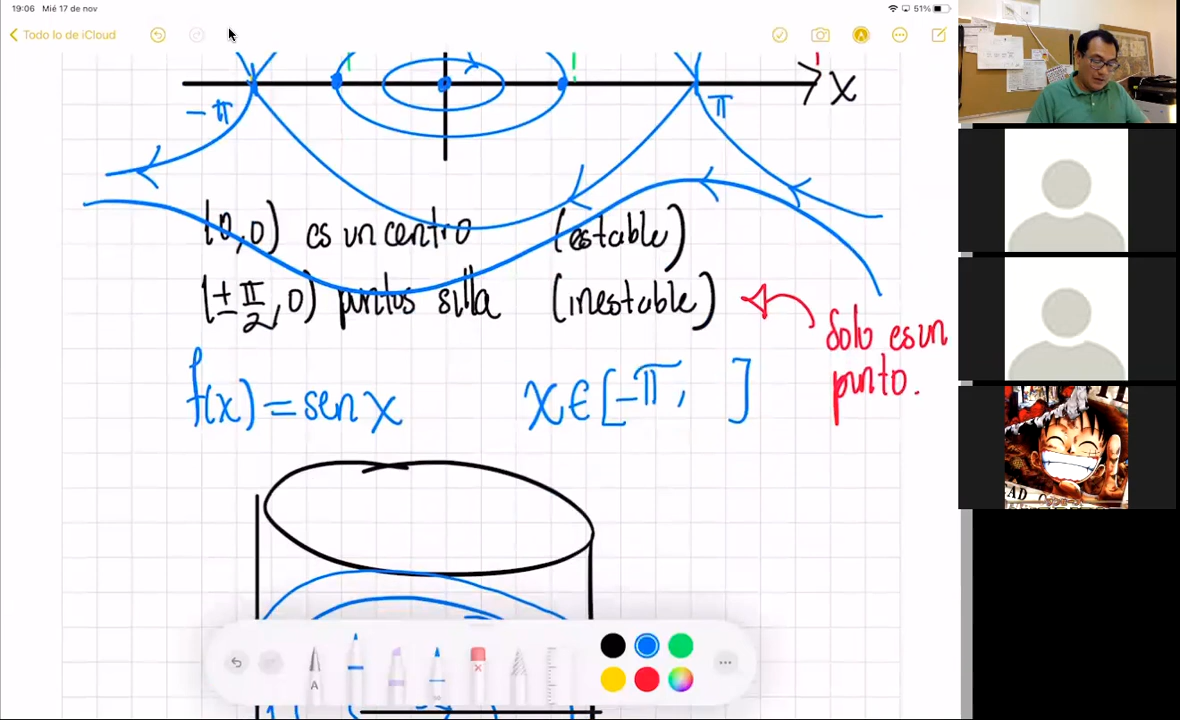 19:06 Mié 17 de nov
51%
Todo lo de iCloud
X
-π
π
(0,0) es un centro (estable)
(±π/2, 0) puntos silla (inestable)
Solo es un
punto.
f(x) = sen x x∈[-π, ]
A
AD